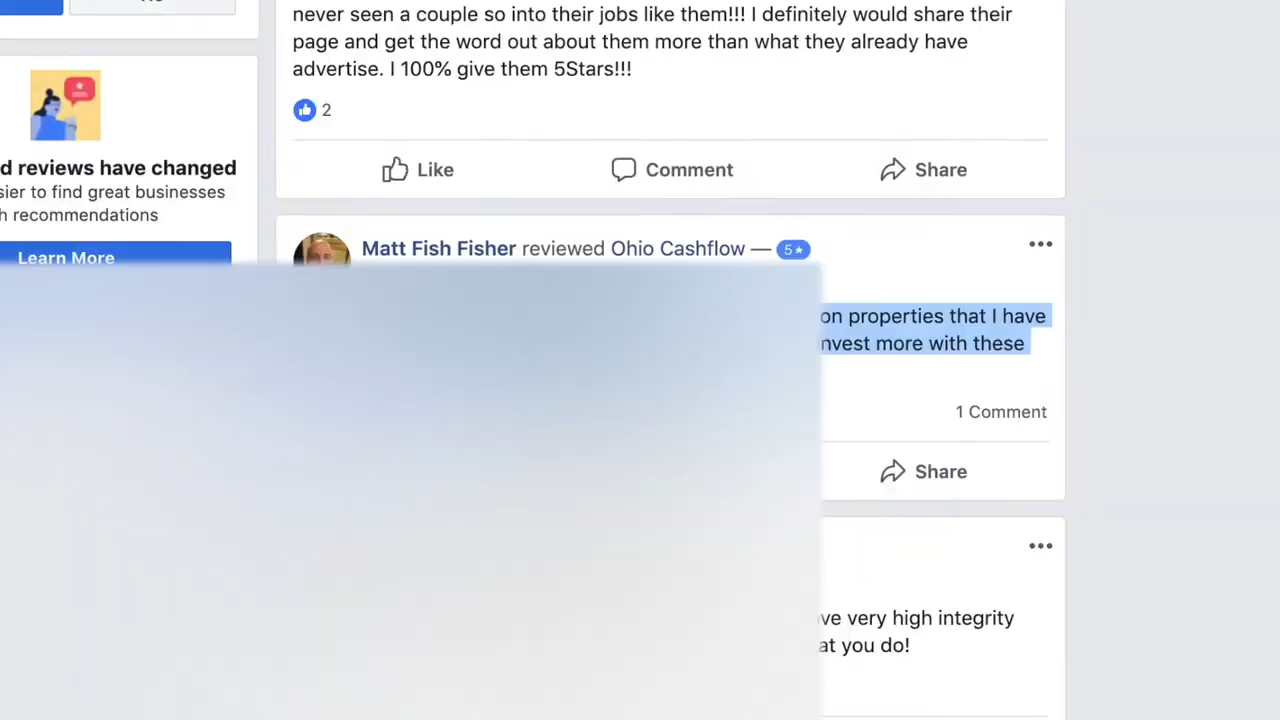 never seen a couple so into their jobs like them!!! I definitely would share their
page and get the word out about them more than what they already have
advertise. I 100% give them 5Stars!!!
2
Like Comment Share
d reviews have changed
sier to find great businesses
h recommendations
Learn More
Matt Fish Fisher reviewed Ohio Cashflow — 5★
on properties that I have
nvest more with these
1 Comment
Share
ve very high integrity
at you do!